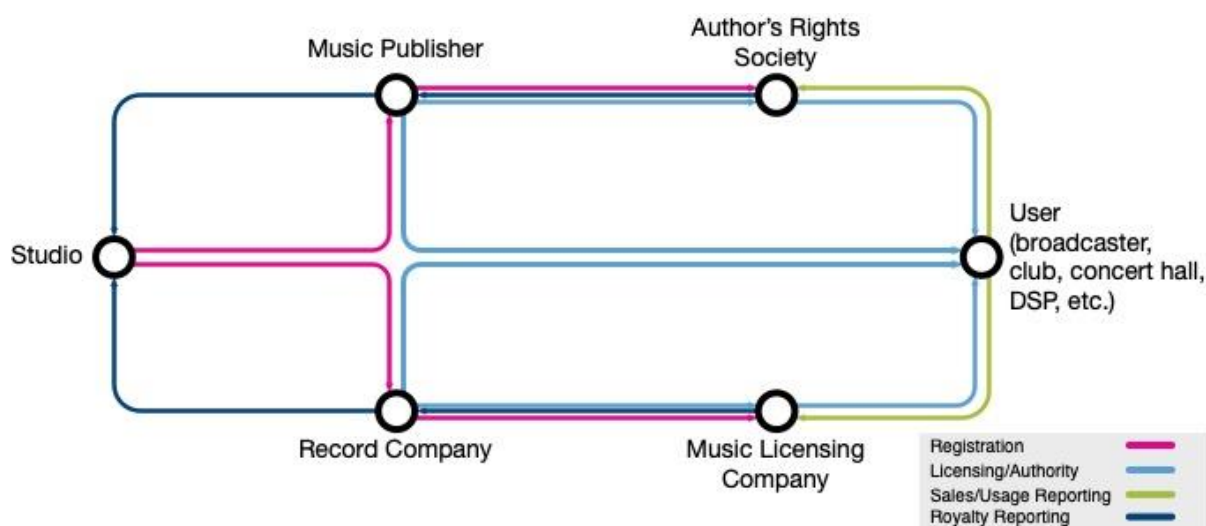 Music Publisher
Author's Rights
Society
Studio
User
(broadcaster,
club, concert hall,
DSP, etc.)
Record Company
Music Licensing
Company
Registration
Licensing/Authority
Sales/Usage Reporting
Royalty Reporting